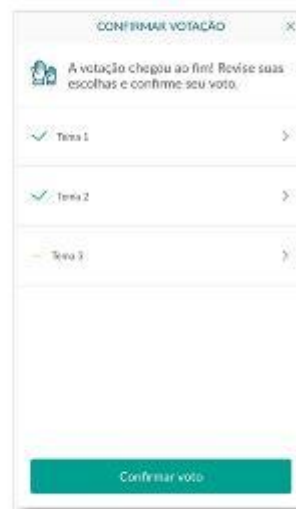 CONFIRMAR VOTAÇÃO ×
A votação chegou ao fim! Revise suas
escolhas e confirme seu voto.
Tema 1
Tema 2
Tema 3
Confirmar voto